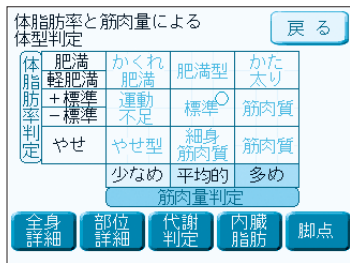 体脂肪率と筋肉量による
体型判定
戻る
体脂肪率判定
肥満
軽肥満
＋標準
－標準
やせ
かくれ
肥満
肥満型
かた
太り
運動
不足
標準○
筋肉質
やせ型
細身
筋肉質
筋肉質
少なめ 平均的 多め
筋肉量判定
全身
詳細
部位
詳細
代謝
判定
内臓
脂肪
脚点